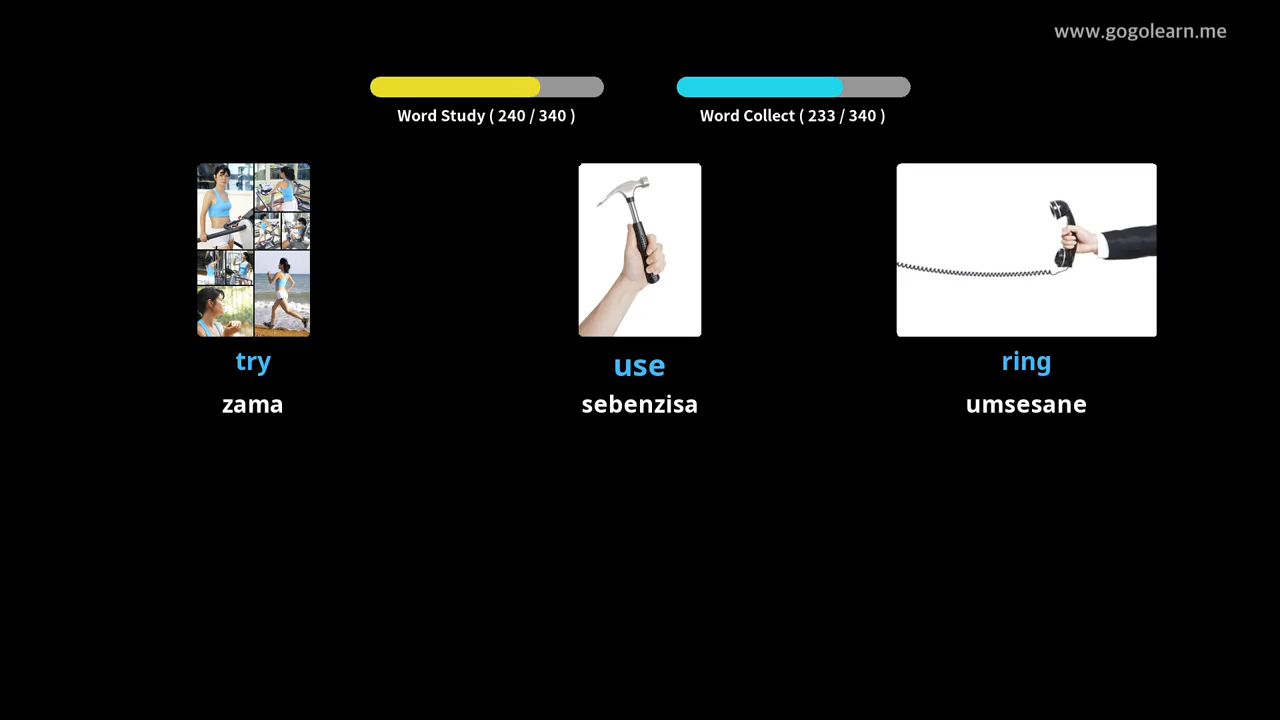 www.gogolearn.me
Word Study ( 240 / 340 )
Word Collect ( 233 / 340 )
try
use
ring
zama
sebenzisa
umsesane